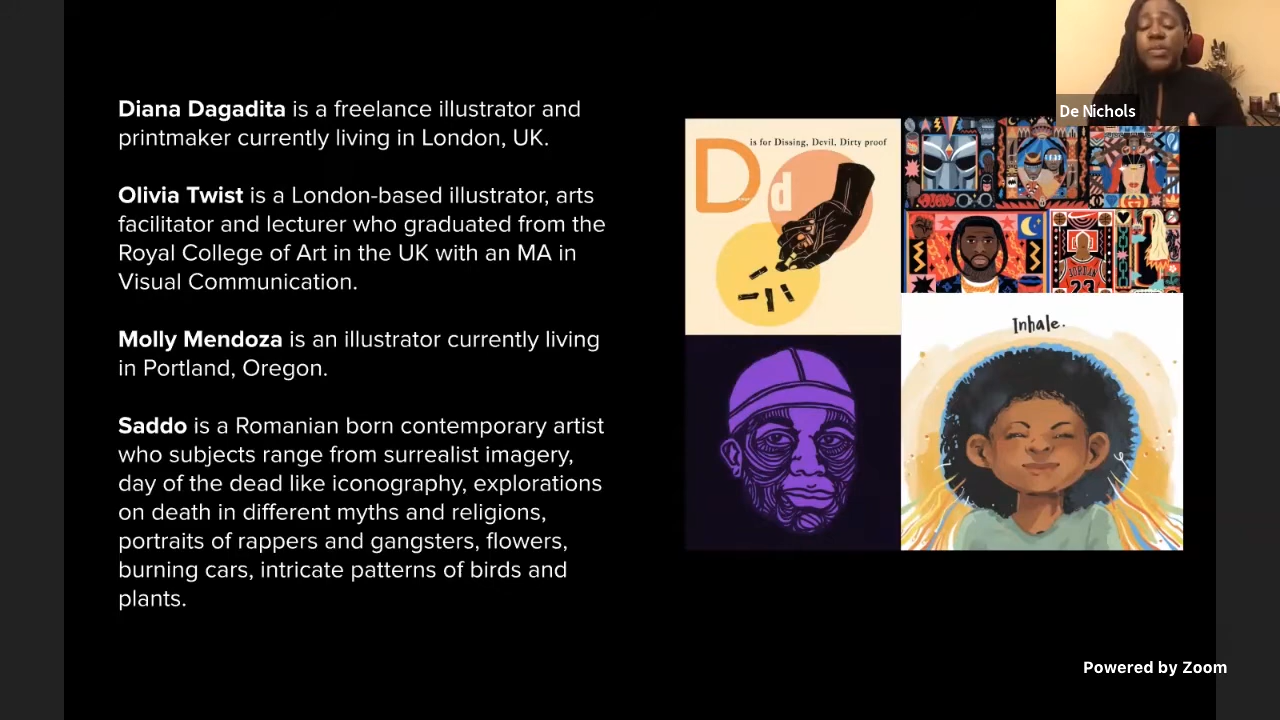 Diana Dagadita is a freelance illustrator and
printmaker currently living in London, UK.
Olivia Twist is a London-based illustrator, arts
facilitator and lecturer who graduated from the
Royal College of Art in the UK with an MA in
Visual Communication.
Molly Mendoza is an illustrator currently living
in Portland, Oregon.
Saddo is a Romanian born contemporary artist
who subjects range from surrealist imagery,
day of the dead like iconography, explorations
on death in different myths and religions,
portraits of rappers and gangsters, flowers,
burning cars, intricate patterns of birds and
plants.
De Nichols
D d is for Dissing, Devil, Dirty proof
JORDAN
23
Inhale.
Powered by Zoom